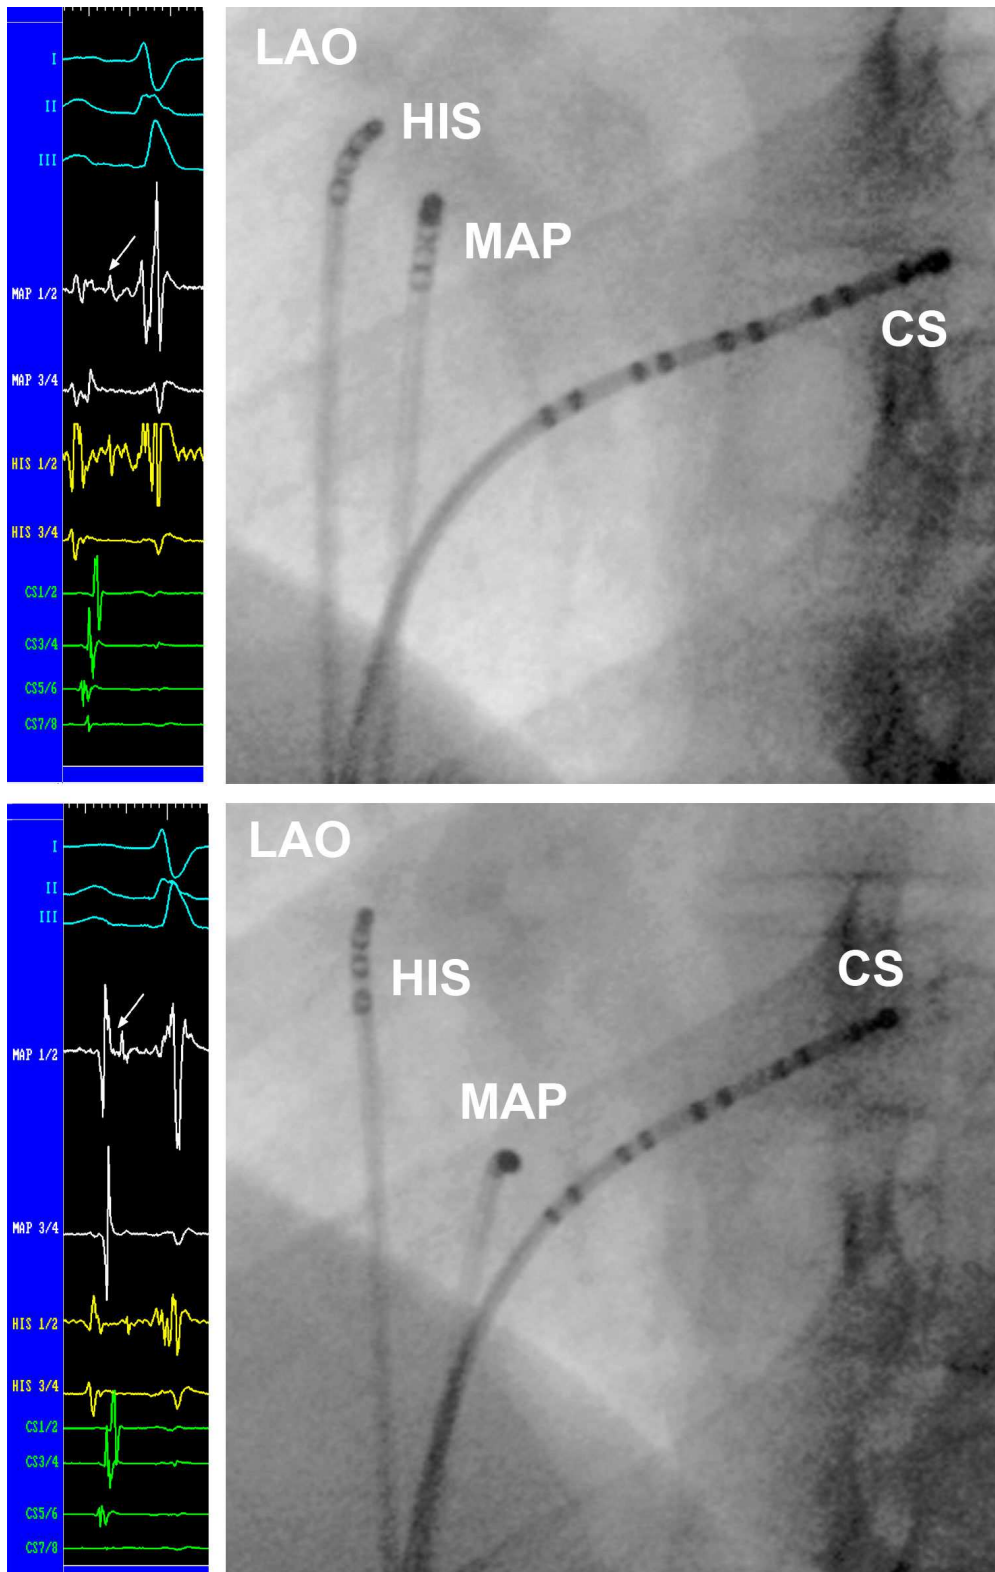 I
II
III
MAP 1/2
MAP 3/4
HIS 1/2
HIS 3/4
CS1/2
CS3/4
CS5/6
CS7/8
LAO
HIS
MAP
CS
I
II
III
MAP 1/2
MAP 3/4
HIS 1/2
HIS 3/4
CS1/2
CS3/4
CS5/6
CS7/8
LAO
CS
HIS
MAP